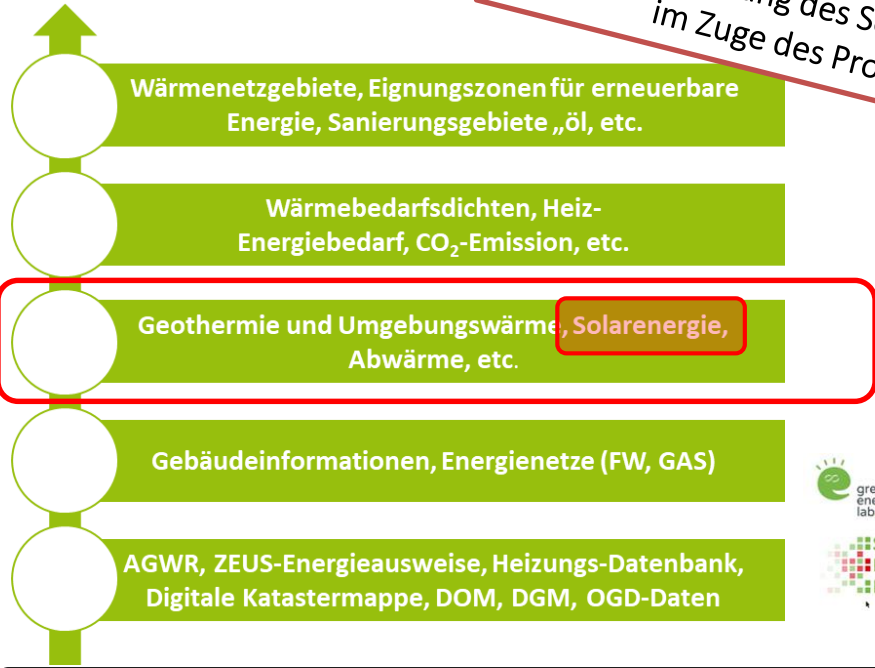 des
im Zuge des
Wärmenetzgebiete, Eignungszonen für erneuerbare
Energie, Sanierungsgebiete „öl, etc.
Wärmebedarfsdichten, Heiz-
Energiebedarf, CO₂-Emission, etc.
Geothermie und Umgebungswärme, Solarenergie,
Abwärme, etc.
Gebäudeinformationen, Energienetze (FW, GAS)
AGWR, ZEUS-Energieausweise, Heizungs-Datenbank,
Digitale Katastermappe, DOM, DGM, OGD-Daten